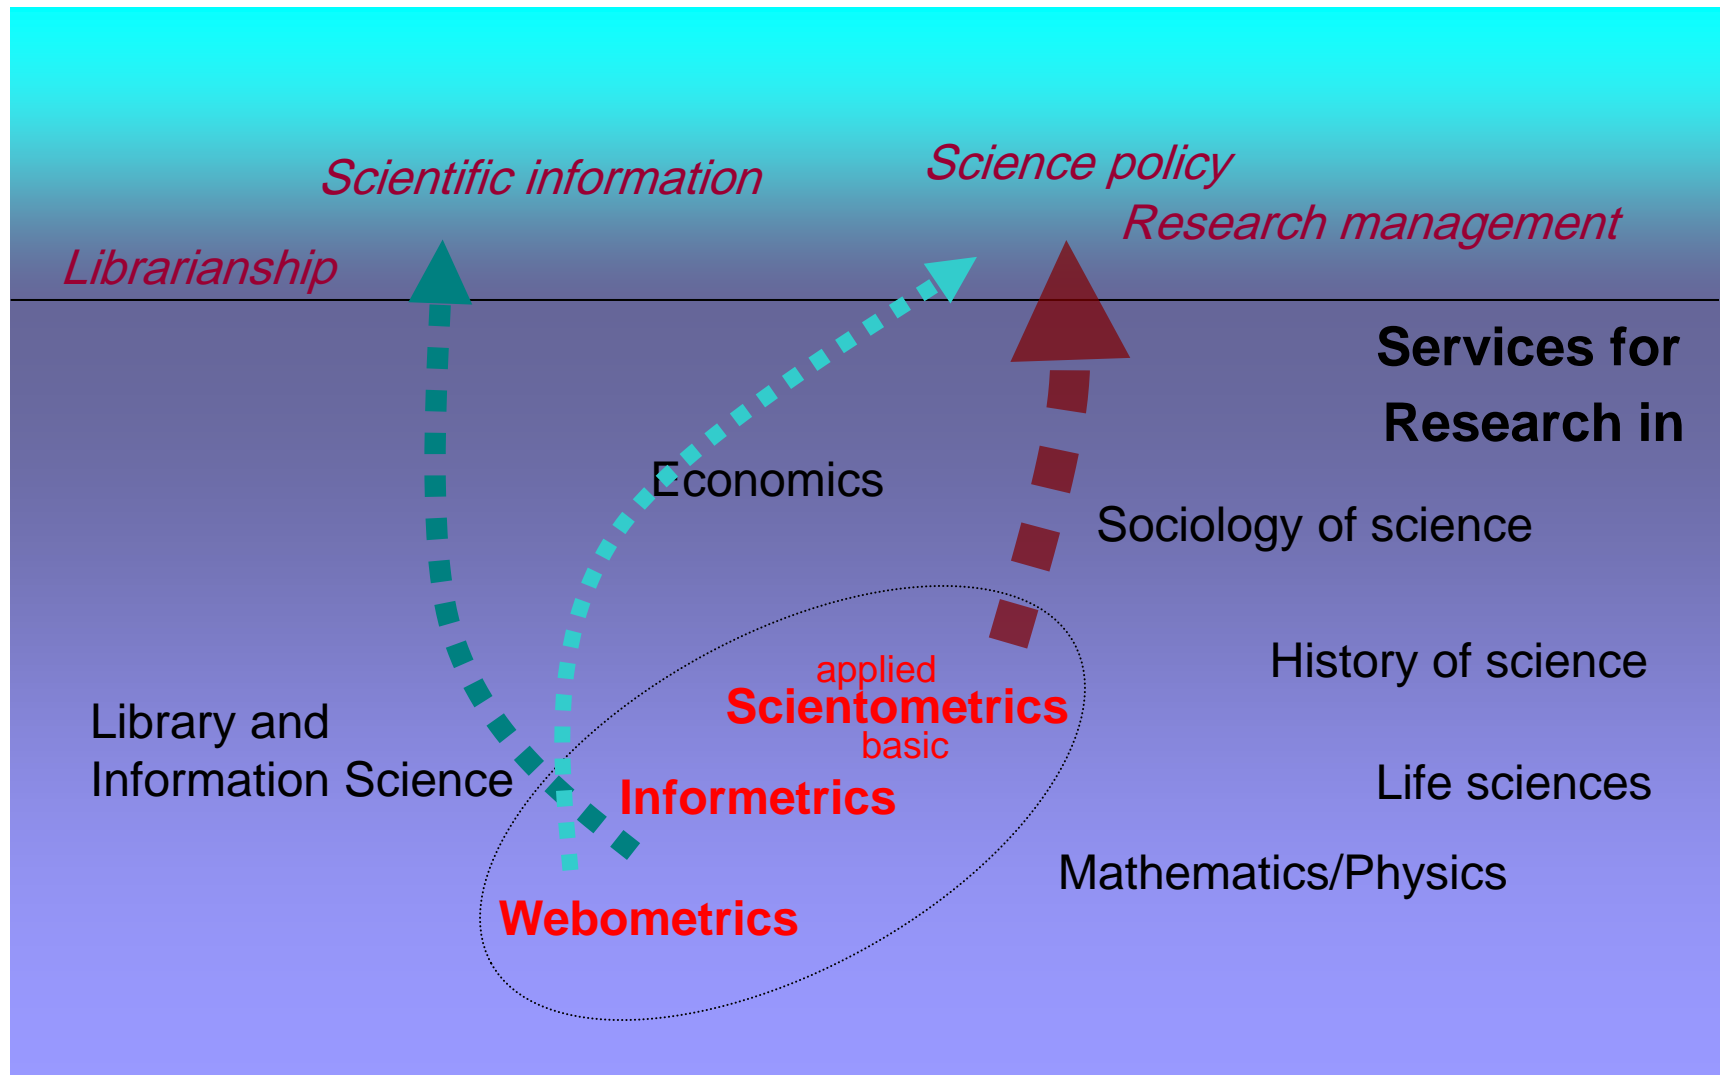 Science policy
Scientific information
Research management
Librarianship
Services for
Research in
Economics
Sociology of science
applied
History of science
Scientometrics
Library and
basic
Information Science
Informetrics
Life sciences
Mathematics/Physics
Webometrics